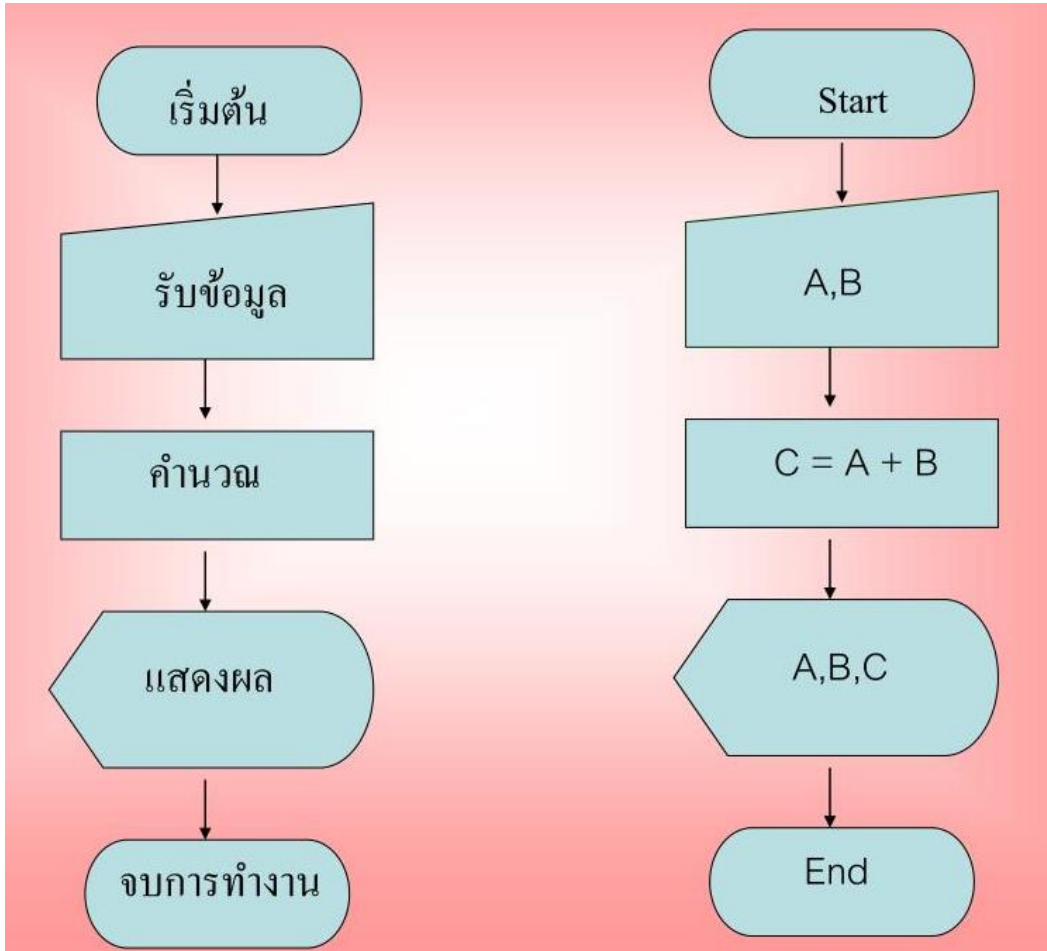 เริ่มต้น
รับข้อมูล
คำนวณ
แสดงผล
จบการทำงาน
Start
A,B
C = A + B
A,B,C
End